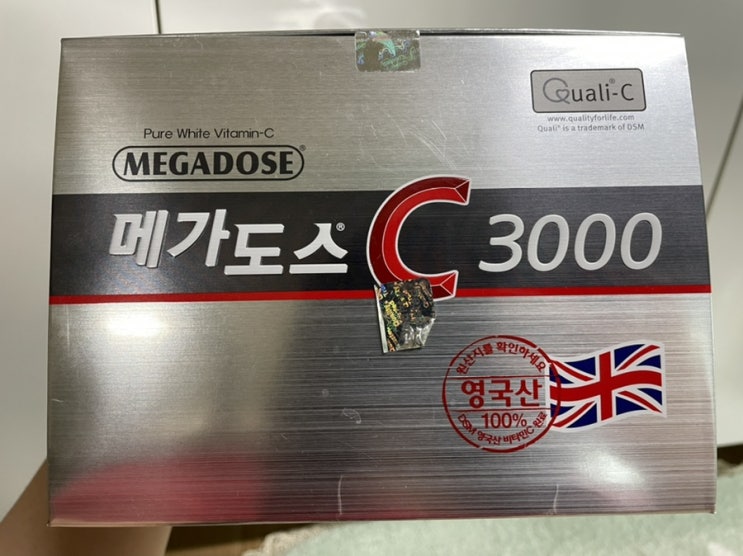 Quali®-C
www.qualityforlife.com
Quali® is a trademark of DSM
Pure White Vitamin-C
MEGADOSE®
메가도스® C 3000
원산지를 확인하세요
영국산
100%
DSM 영국산 비타민C 원료